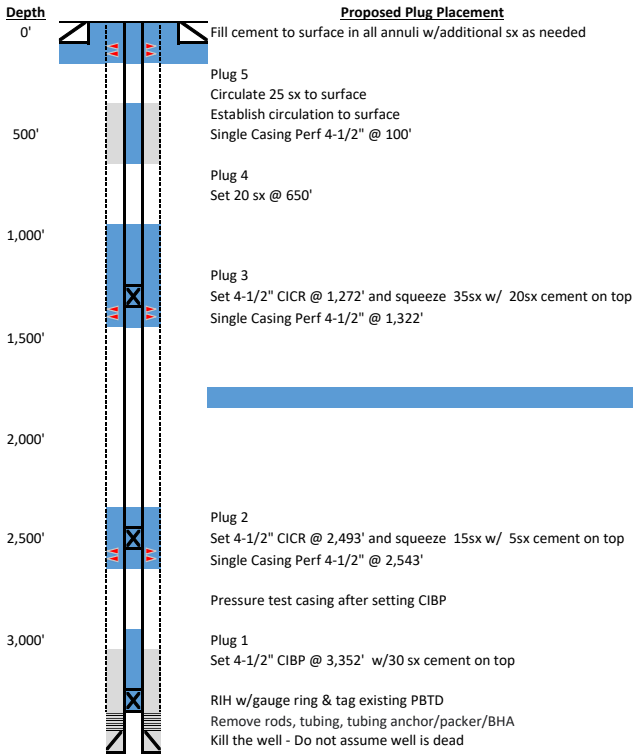 Depth
Proposed Plug Placement
0'
Fill cement to surface in all annuli w/additional sx as needed
Plug 5
Circulate 25 sx to surface
Establish circulation to surface
500'
Single Casing Perf 4-1/2" @ 100'
Plug 4
Set 20 sx @ 650'
1,000'
Plug 3
Set 4-1/2" CICR @ 1,272' and squeeze 35sx w/ 20sx cement on top
Single Casing Perf 4-1/2" @ 1,322'
1,500'
2,000'
Plug 2
2,500'
Set 4-1/2" CICR @ 2,493' and squeeze 15sx w/ 5sx cement on top
Single Casing Perf 4-1/2" @ 2,543'
Pressure test casing after setting CIBP
3,000'
Plug 1
Set 4-1/2" CIBP @ 3,352' w/30 sx cement on top
RIH w/gauge ring & tag existing PBTD
Remove rods, tubing, tubing anchor/packer/BHA
Kill the well - Do not assume well is dead